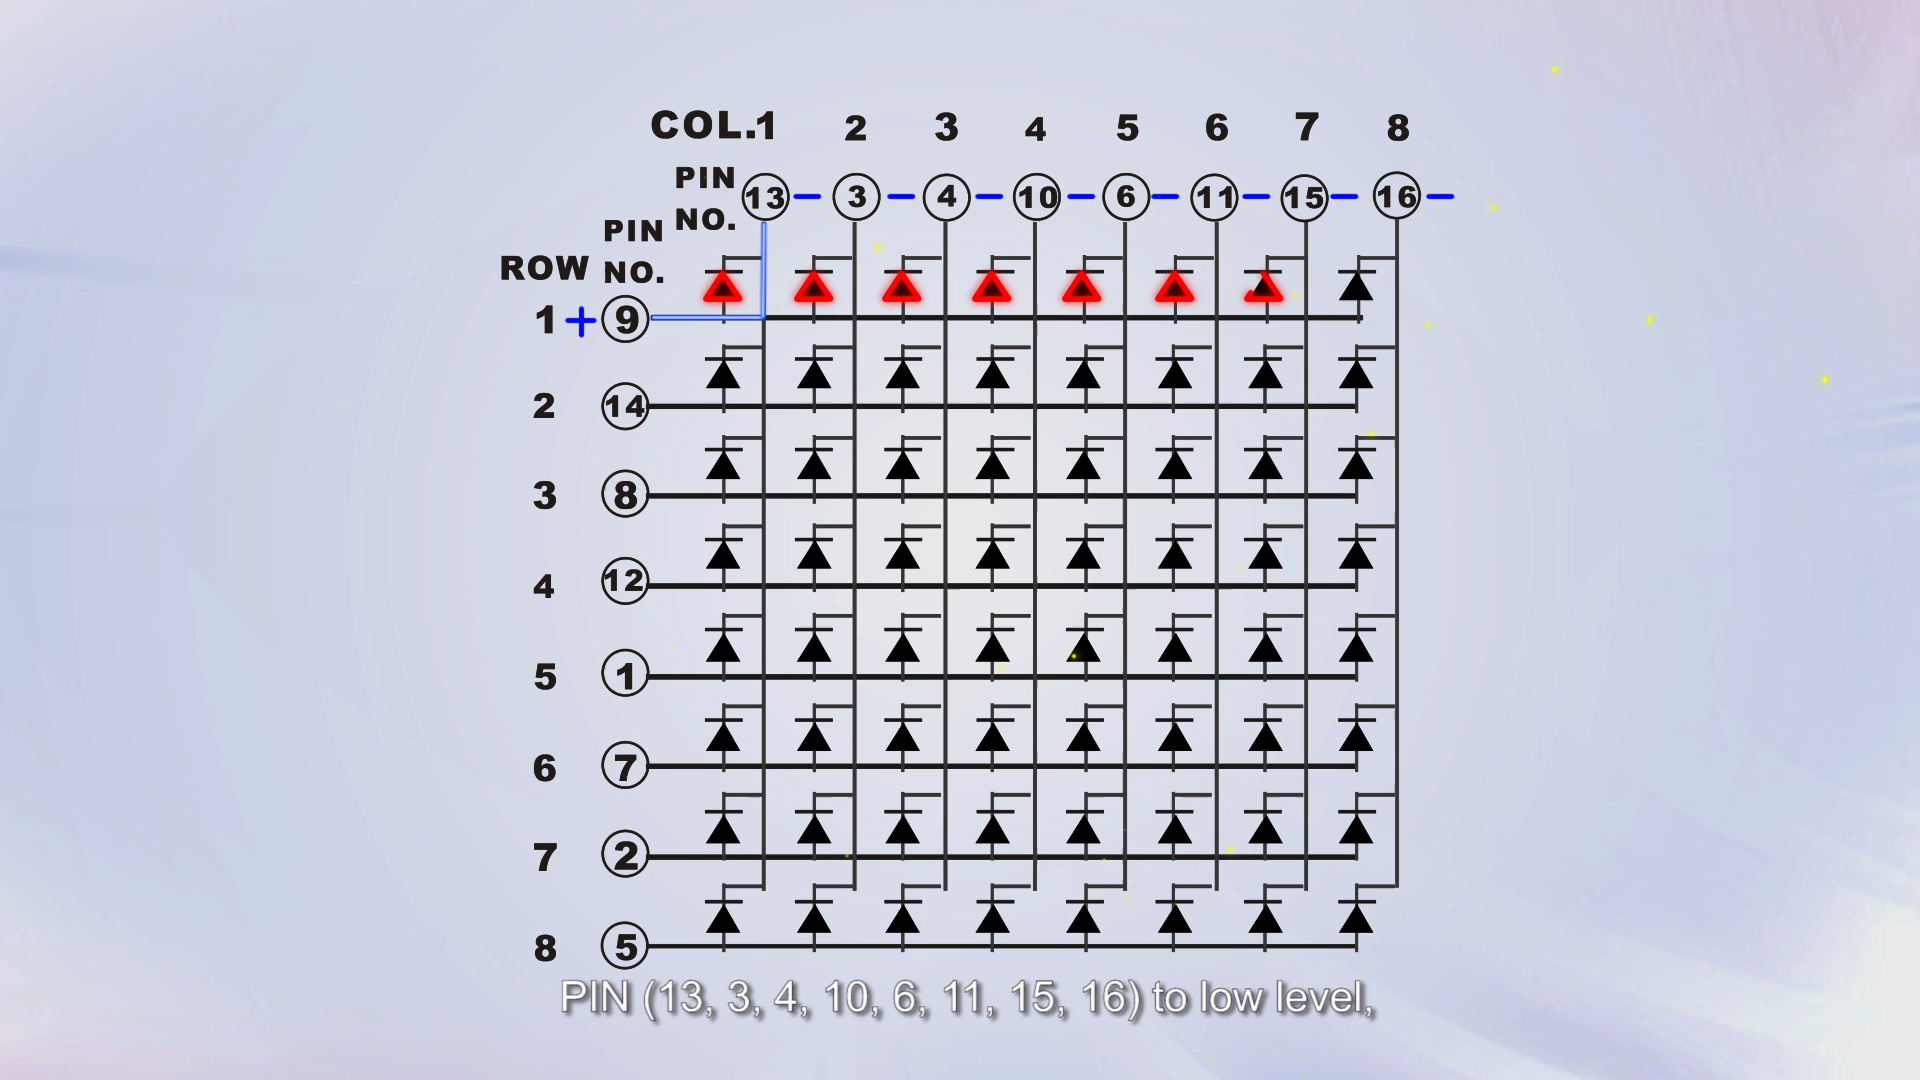 COL.1 2 3 4 5 6 7 8
PIN NO. 13 − 3 − 4 − 10 − 6 − 11 − 15 − 16 −
ROW PIN NO.
1 + 9
2 14
3 8
4 12
5 1
6 7
7 2
8 5
PIN (13, 3, 4, 10, 6, 11, 15, 16) to low level,